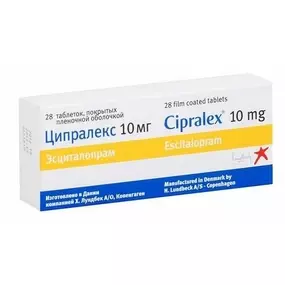 28 таблеток, покрытых
пленочной оболочкой
Ципралекс 10 мг
Эсциталопрам
Изготовлено в Дании
компанией Х. Лундбек А/О, Копенгаген
28 film coated tablets
Cipralex® 10 mg
Escitalopram
Manufactured in Denmark by
H. Lundbeck A/S - Copenhagen
Lundbeck